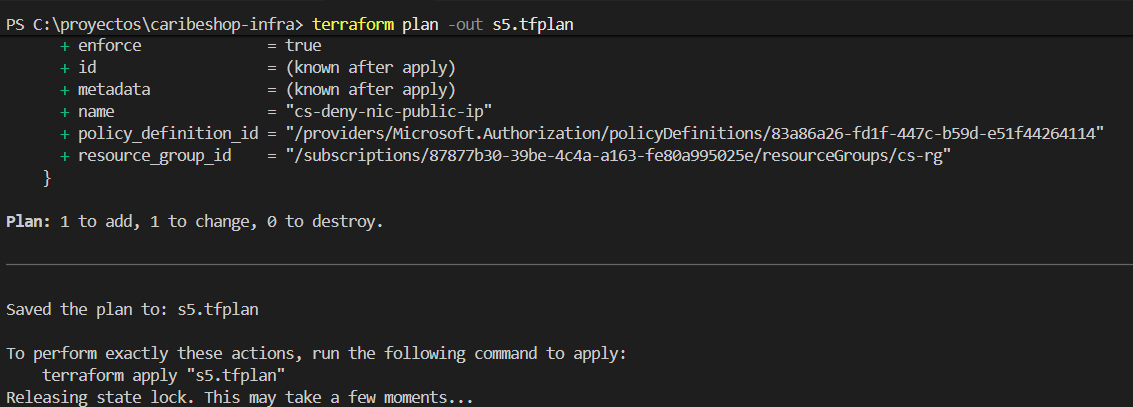 PS C:\proyectos\caribeshop-infra> terraform plan -out s5.tfplan
+ enforce = true
+ id = (known after apply)
+ metadata = (known after apply)
+ name = "cs-deny-nic-public-ip"
+ policy_definition_id = "/providers/Microsoft.Authorization/policyDefinitions/83a86a26-fd1f-447c-b59d-e51f44264114"
+ resource_group_id = "/subscriptions/87877b30-39be-4c4a-a163-fe80a995025e/resourceGroups/cs-rg"
}
Plan: 1 to add, 1 to change, 0 to destroy.
Saved the plan to: s5.tfplan
To perform exactly these actions, run the following command to apply:
terraform apply "s5.tfplan"
Releasing state lock. This may take a few moments...